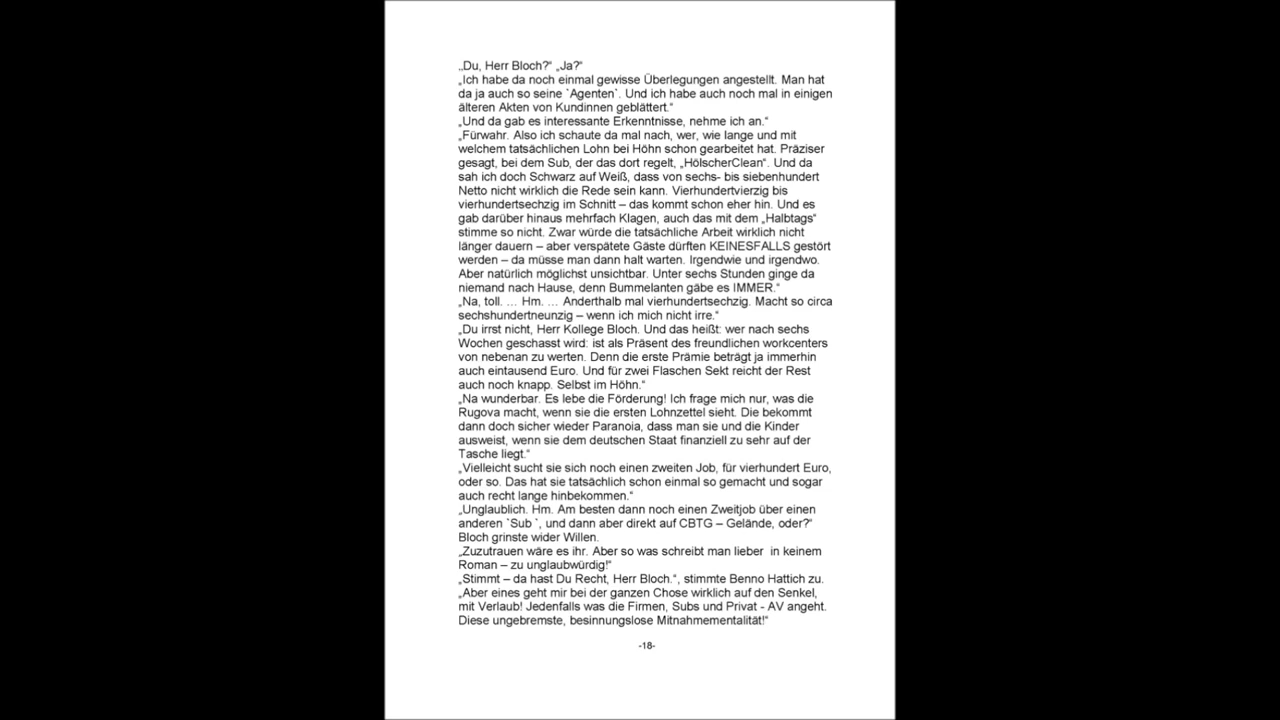 „Du, Herr Bloch?“ „Ja?“
„Ich habe da noch einmal gewisse Überlegungen angestellt. Man hat
da ja auch so seine `Agenten`. Und ich habe auch noch mal in einigen
älteren Akten von Kundinnen geblättert.“
„Und da gab es interessante Erkenntnisse, nehme ich an.“
„Fürwahr. Also ich schaute da mal nach, wer, wie lange und mit
welchem tatsächlichen Lohn bei Höhn schon gearbeitet hat. Präziser
gesagt, bei dem Sub, der das dort regelt, „HölscherClean“. Und da
sah ich doch Schwarz auf Weiß, dass von sechs- bis siebenhundert
Netto nicht wirklich die Rede sein kann. Vierhundertvierzig bis
vierhundertsechzig im Schnitt – das kommt schon eher hin. Und es
gab darüber hinaus mehrfach Klagen, auch das mit dem „Halbtags“
stimme so nicht. Zwar würde die tatsächliche Arbeit wirklich nicht
länger dauern – aber verspätete Gäste dürften KEINESFALLS gestört
werden – da müsse man dann halt warten. Irgendwie und irgendwo.
Aber natürlich möglichst unsichtbar. Unter sechs Stunden ginge da
niemand nach Hause, denn Bummelanten gäbe es IMMER.“
„Na, toll. … Hm. … Anderthalb mal vierhundertsechzig. Macht so circa
sechshundertneunzig – wenn ich mich nicht irre.“
„Du irrst nicht, Herr Kollege Bloch. Und das heißt: wer nach sechs
Wochen geschasst wird: ist als Präsent des freundlichen workcenters
von nebenan zu werten. Denn die erste Prämie beträgt ja immerhin
auch eintausend Euro. Und für zwei Flaschen Sekt reicht der Rest
auch noch knapp. Selbst im Höhn.“
„Na wunderbar. Es lebe die Förderung! Ich frage mich nur, was die
Rugova macht, wenn sie die ersten Lohnzettel sieht. Die bekommt
dann doch sicher wieder Paranoia, dass man sie und die Kinder
ausweist, wenn sie dem deutschen Staat finanziell zu sehr auf der
Tasche liegt.“
„Vielleicht sucht sie sich noch einen zweiten Job, für vierhundert Euro,
oder so. Das hat sie tatsächlich schon einmal so gemacht und sogar
auch recht lange hinbekommen.“
„Unglaublich. Hm. Am besten dann noch einen Zweitjob über einen
anderen `Sub `, und dann aber direkt auf CBTG – Gelände, oder?“
Bloch grinste wider Willen.
„Zuzutrauen wäre es ihr. Aber so was schreibt man lieber  in keinem
Roman – zu unglaubwürdig!“
„Stimmt – da hast Du Recht, Herr Bloch.“, stimmte Benno Hattich zu.
„Aber eines geht mir bei der ganzen Chose wirklich auf den Senkel,
mit Verlaub! Jedenfalls was die Firmen, Subs und Privat - AV angeht.
Diese ungebremste, besinnungslose Mitnahmementalität!“
-18-